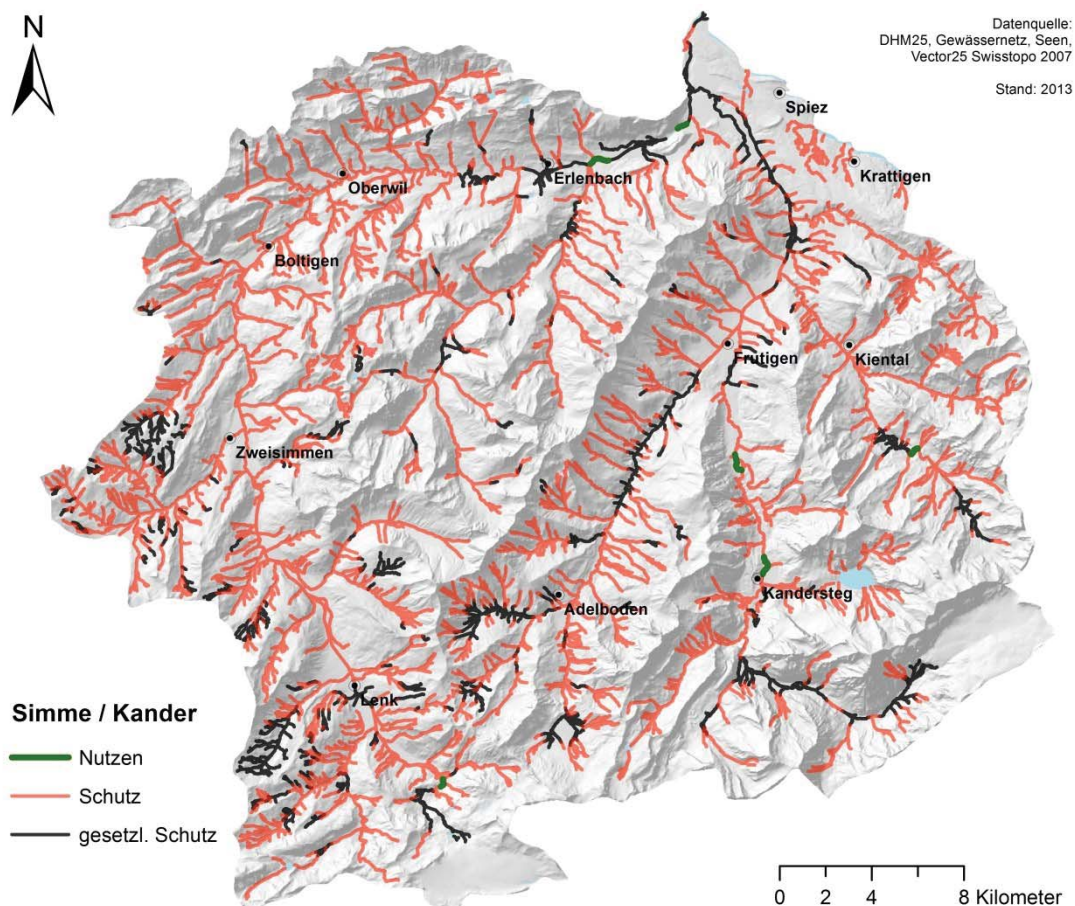 N
Datenquelle:
DHM25, Gewässernetz, Seen,
Vector25 Swisstopo 2007
Stand: 2013
Spiez
Krattigen
Erlenbach
Oberwil
Boltigen
Frutigen
Kiental
Zweisimmen
Kandersteg
Adelboden
Lenk
Simme / Kander
Nutzen
Schutz
gesetzl. Schutz
0 2 4 8 Kilometer